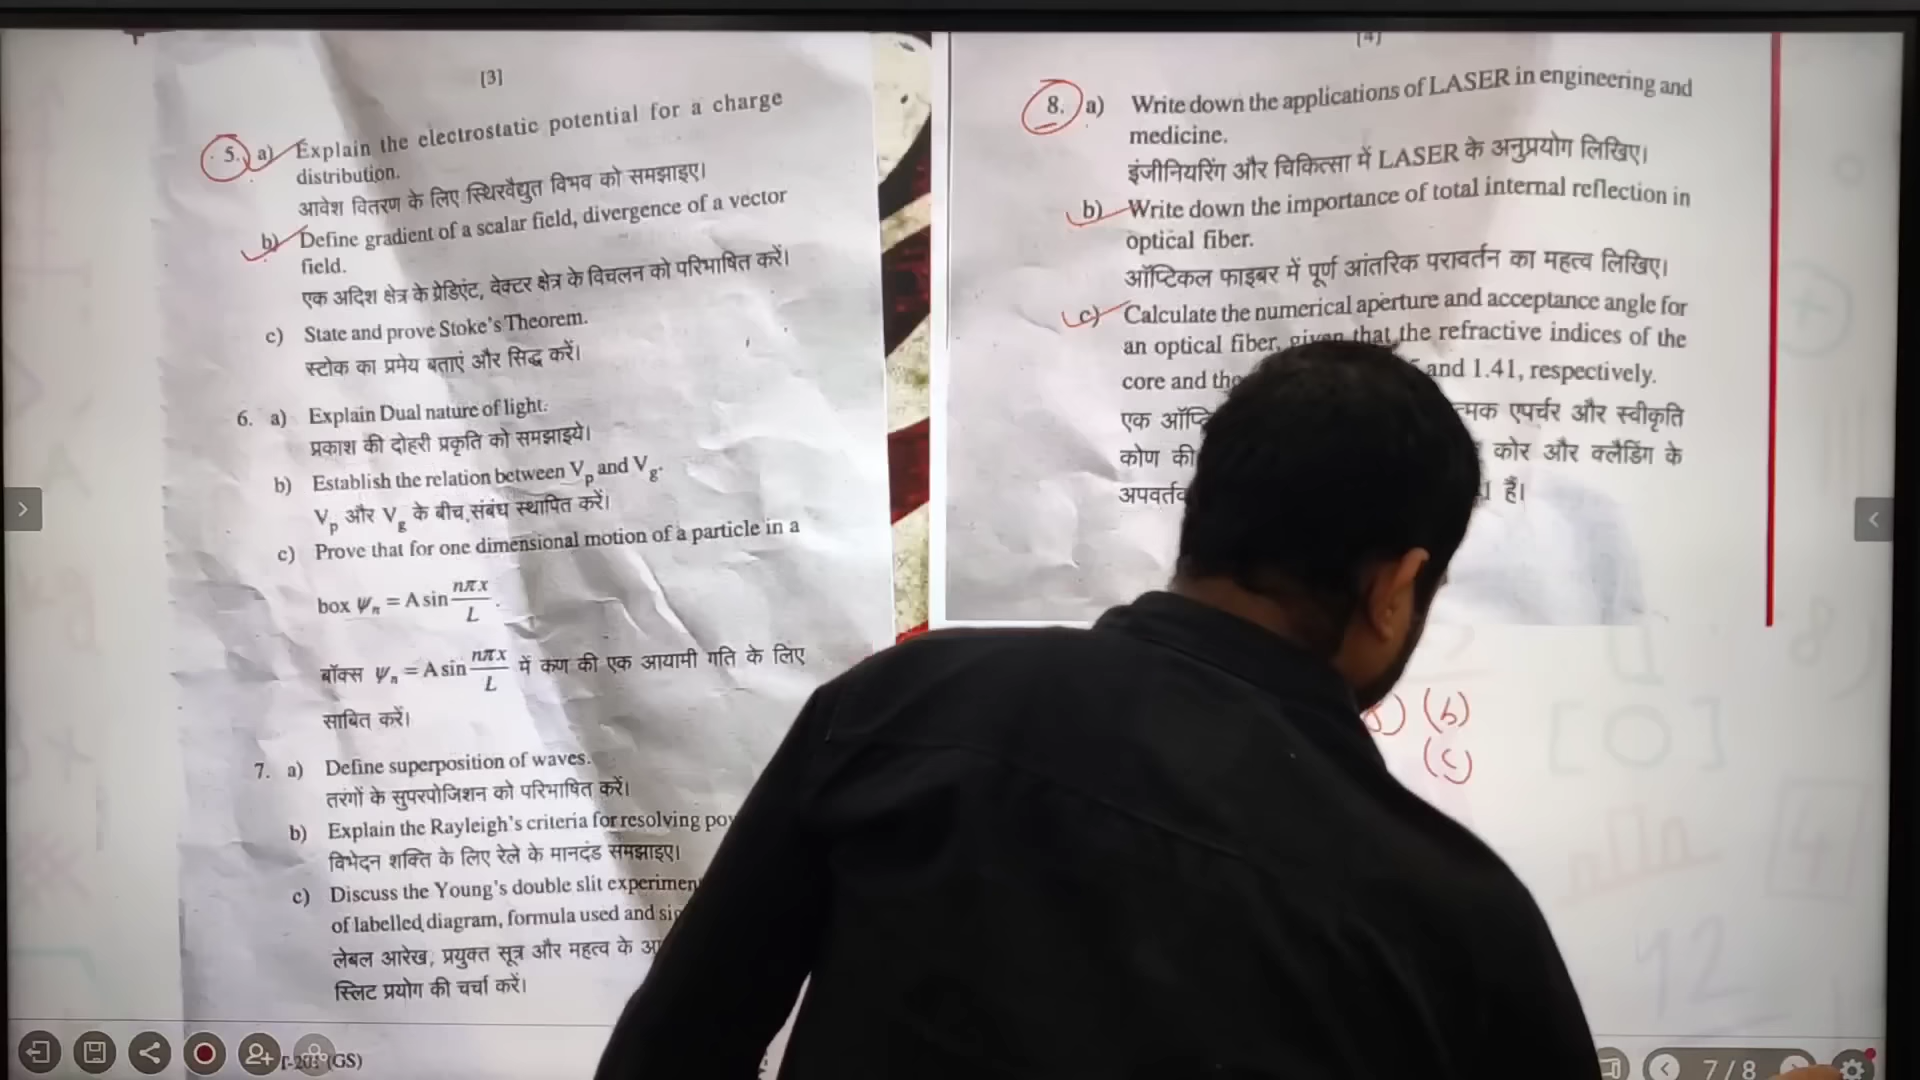 [3]
5. a) Explain the electrostatic potential for a charge
distribution.
आवेश वितरण के लिए स्थिरवैद्युत विभव को समझाइए।
b) Define gradient of a scalar field, divergence of a vector
field.
एक अदिश क्षेत्र के ग्रेडिएंट, वेक्टर क्षेत्र के विचलन को परिभाषित करें।
c) State and prove Stoke's Theorem.
स्टोक का प्रमेय बताएं और सिद्ध करें।
6. a) Explain Dual nature of light.
प्रकाश की दोहरी प्रकृति को समझाइये।
b) Establish the relation between Vp and Vg.
Vp और Vg के बीच संबंध स्थापित करें।
c) Prove that for one dimensional motion of a particle in a
box ψn = A sin nπx/L.
बॉक्स ψn = A sin nπx/L में कण की एक आयामी गति के लिए
साबित करें।
7. a) Define superposition of waves.
तरंगों के सुपरपोजिशन को परिभाषित करें।
b) Explain the Rayleigh's criteria for resolving
विभेदन शक्ति के लिए रेले के मानदंड समझाइए।
c) Discuss the Young's double slit
of labelled diagram, formula used and
लेबल आरेख, प्रयुक्त सूत्र और महत्व के
स्लिट प्रयोग की चर्चा करें।
(GS)
[4]
8. a) Write down the applications of LASER in engineering and
medicine.
इंजीनियरिंग और चिकित्सा में LASER के अनुप्रयोग लिखिए।
b) Write down the importance of total internal reflection in
optical fiber.
ऑप्टिकल फाइबर में पूर्ण आंतरिक परावर्तन का महत्व लिखिए।
c) Calculate the numerical aperture and acceptance angle for
an optical fiber, given that the refractive indices of the
core and and 1.41, respectively.
एक एपर्चर और स्वीकृति
कोण की कोर और क्लैडिंग के
हैं।
(b)
(c)
7/8